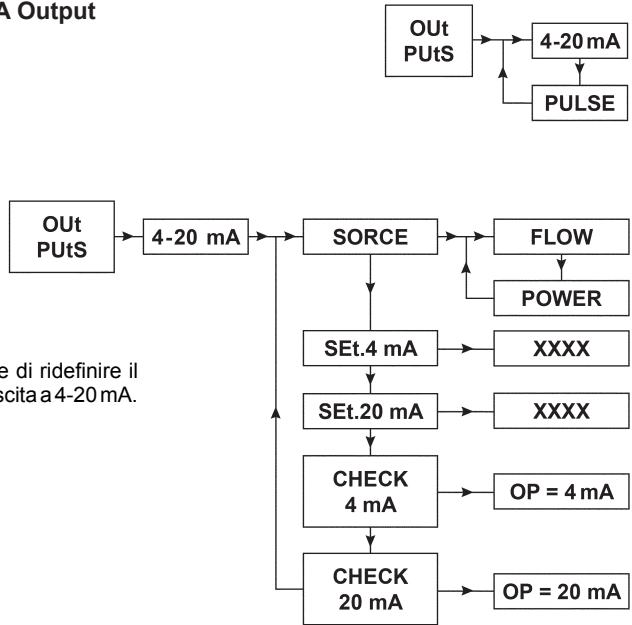 A Output
OUt
PUtS
4-20 mA
PULSE
OUt
PUtS
4-20 mA
SORCE
FLOW
POWER
e di ridefinire il
scita a 4-20 mA.
SEt.4 mA
XXXX
SEt.20 mA
XXXX
CHECK
4 mA
OP = 4 mA
CHECK
20 mA
OP = 20 mA